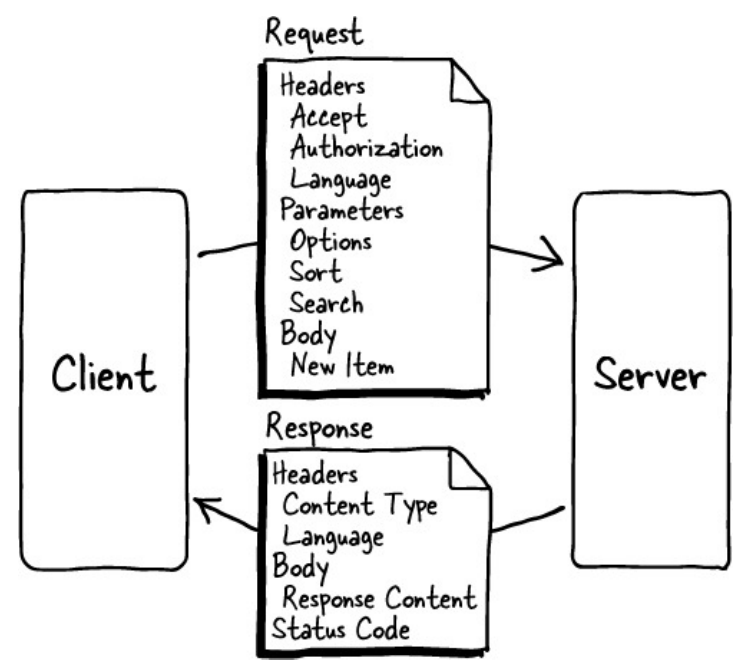 Request
Headers
Accept
Authorization
Language
Parameters
Options
Sort
Search
Body
New Item
Client
Server
Response
Headers
Content Type
Language
Body
Response Content
Status Code